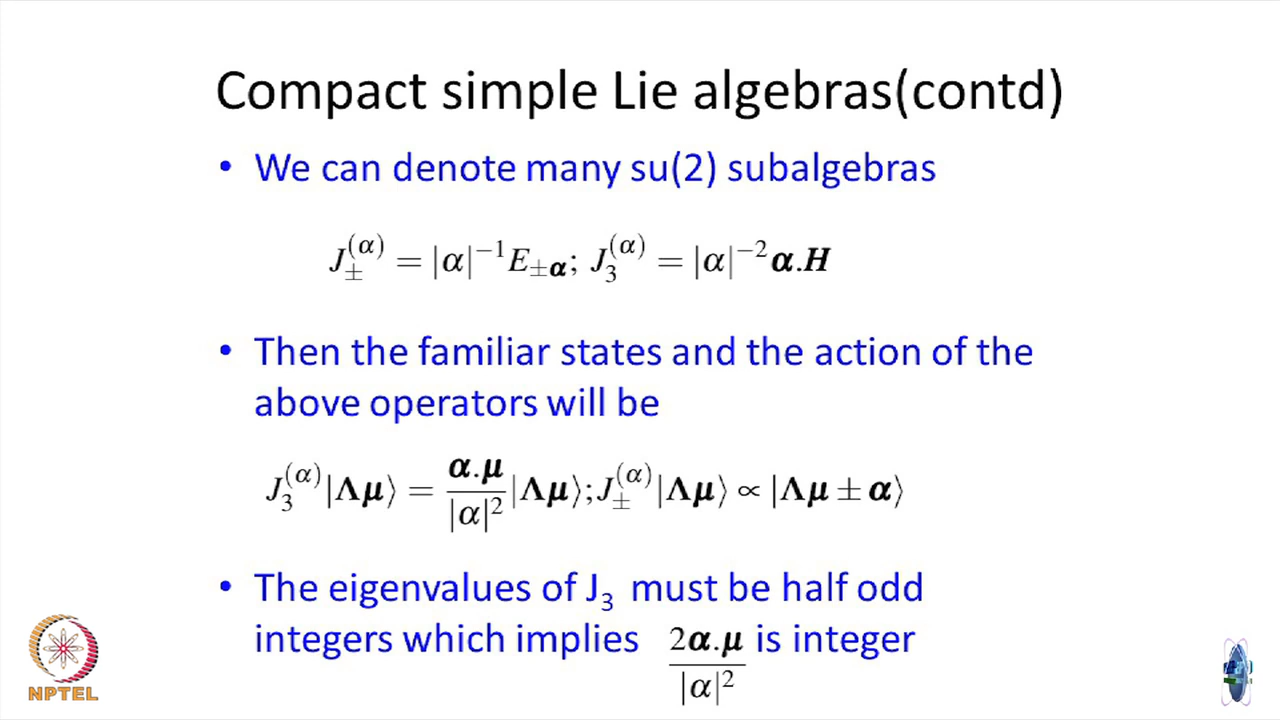 Compact simple Lie algebras(contd)
• We can denote many su(2) subalgebras
J_±^{(α)} = |α|^{-1}E_{±α}; J_3^{(α)} = |α|^{-2}α.H
• Then the familiar states and the action of the
above operators will be
J_3^{(α)}|Λμ⟩ = \frac{α.μ}{|α|^2}|Λμ⟩; J_±^{(α)}|Λμ⟩ ∝ |Λμ ± α⟩
• The eigenvalues of J_3 must be half odd
integers which implies \frac{2α.μ}{|α|^2} is integer
NPTEL